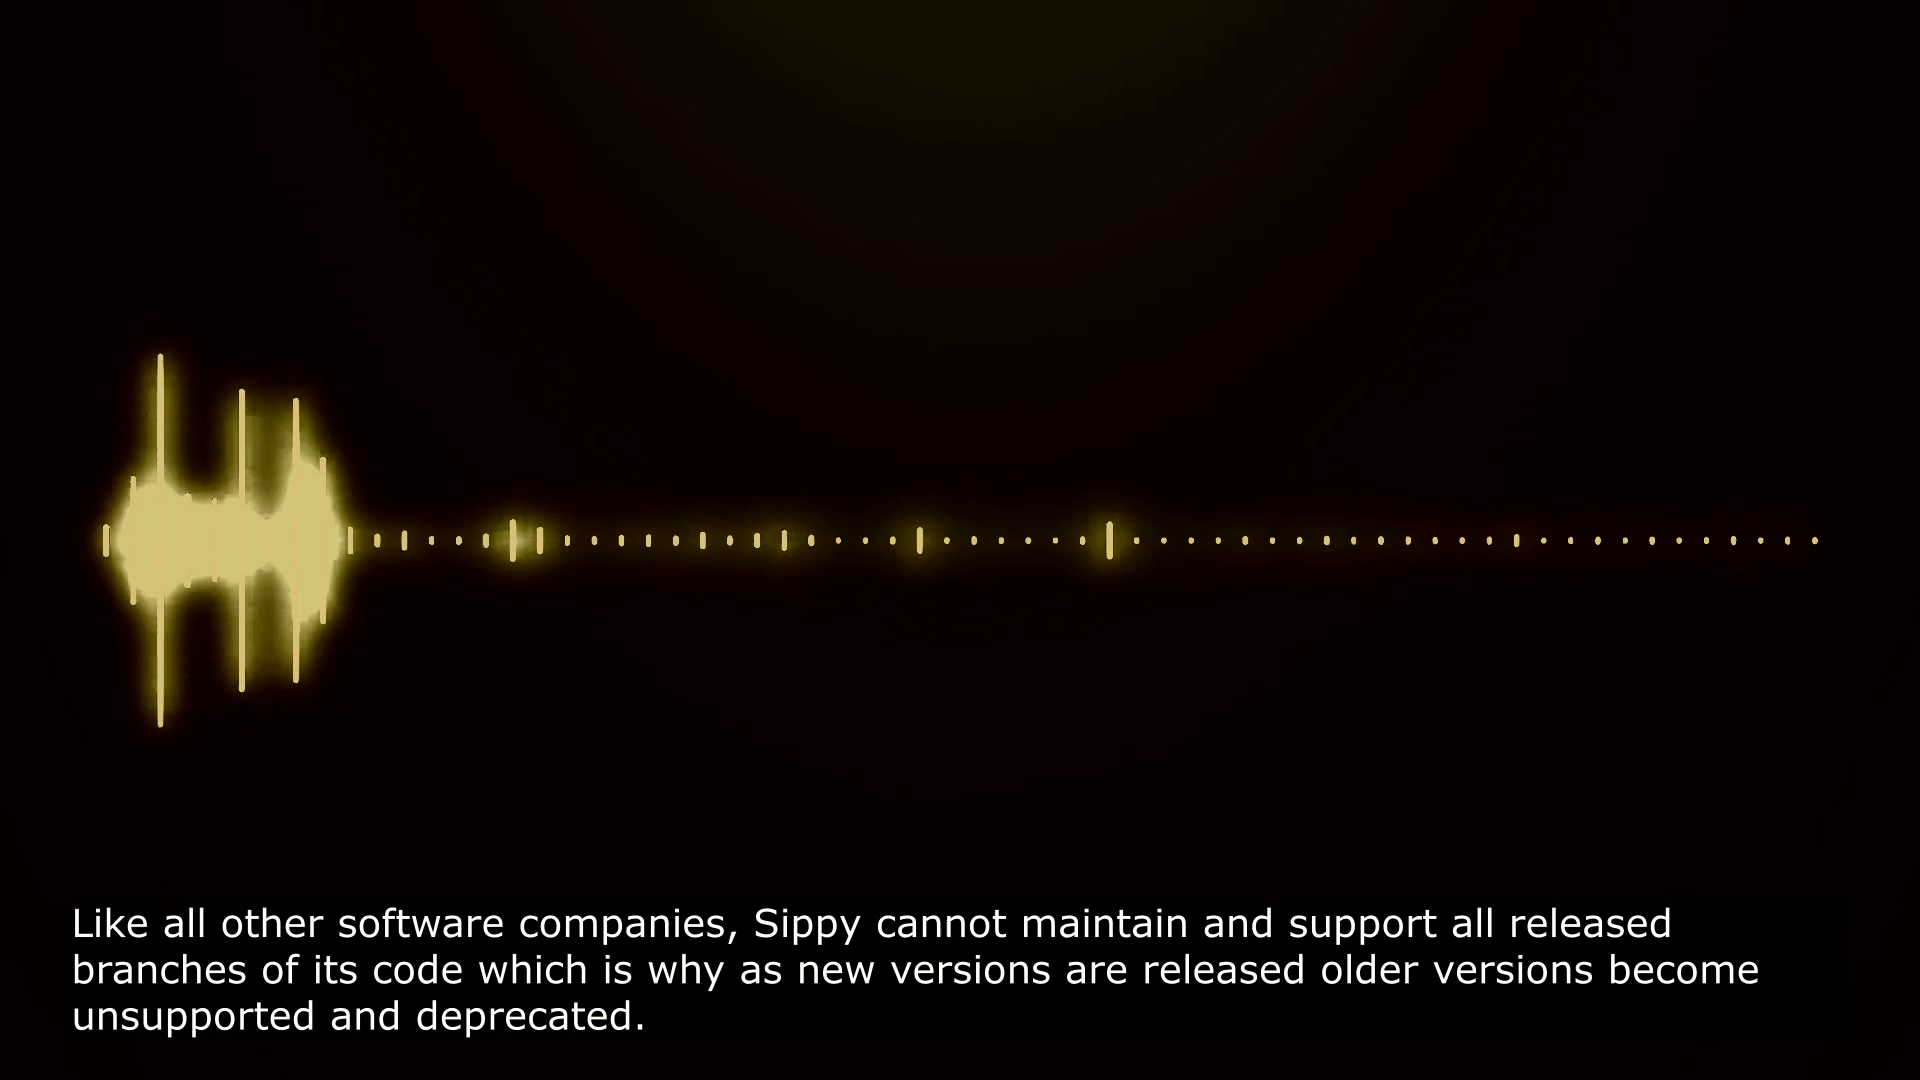 Like all other software companies, Sippy cannot maintain and support all released
branches of its code which is why as new versions are released older versions become
unsupported and deprecated.